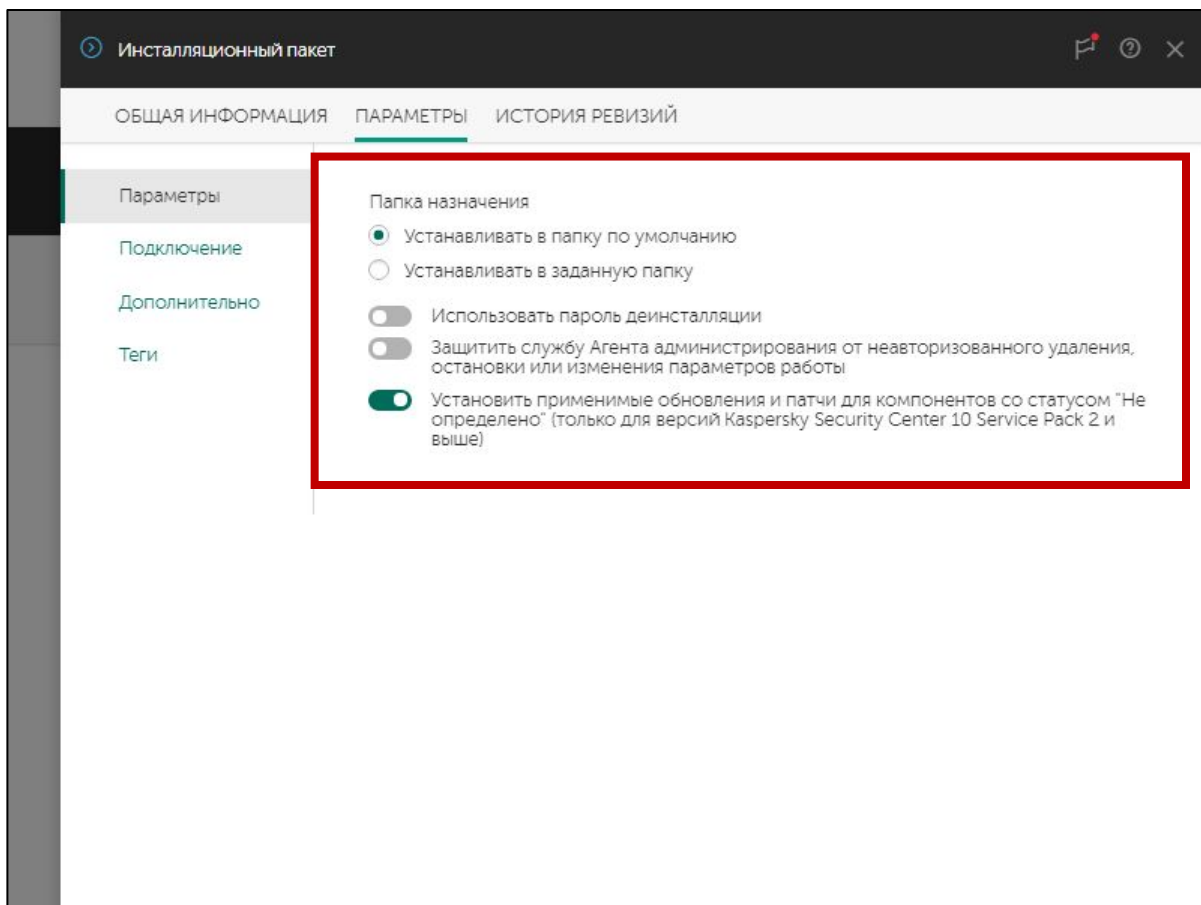 Инсталляционный пакет
ОБЩАЯ ИНФОРМАЦИЯ ПАРАМЕТРЫ ИСТОРИЯ РЕВИЗИЙ
Параметры
Подключение
Дополнительно
Теги
Папка назначения
Устанавливать в папку по умолчанию
Устанавливать в заданную папку
Использовать пароль деинсталляции
Защитить службу Агента администрирования от неавторизованного удаления,
остановки или изменения параметров работы
Установить применимые обновления и патчи для компонентов со статусом "Не
определено" (только для версий Kaspersky Security Center 10 Service Pack 2 и
выше)